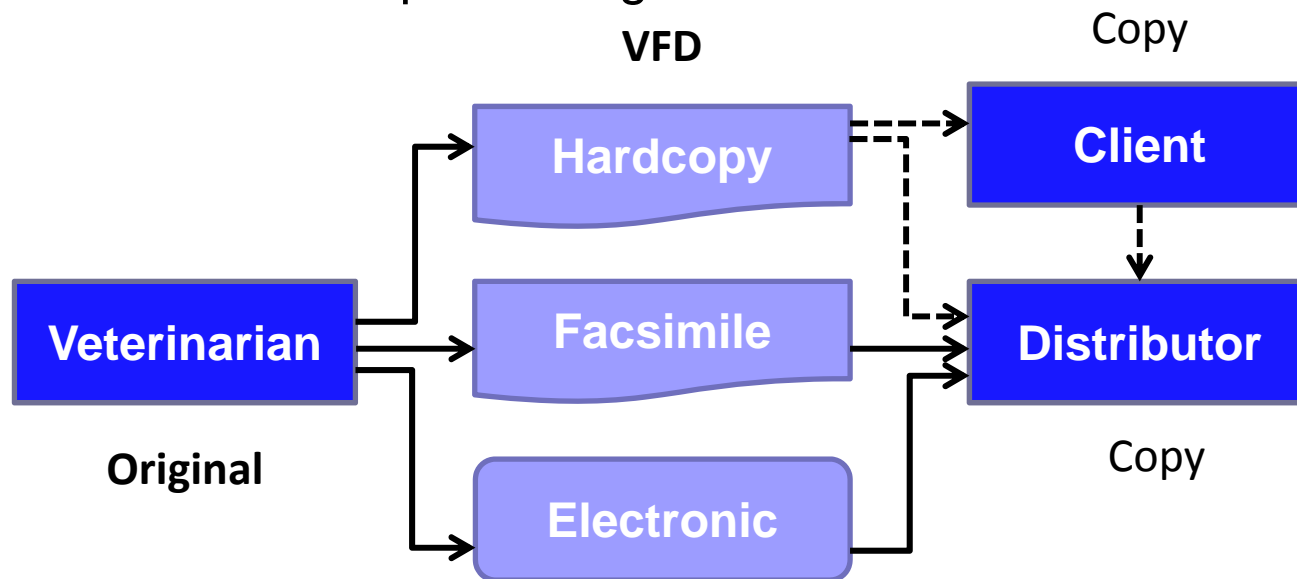 VFD
Copy
Hardcopy
Client
Veterinarian
Facsimile
Distributor
Original
Copy
Electronic